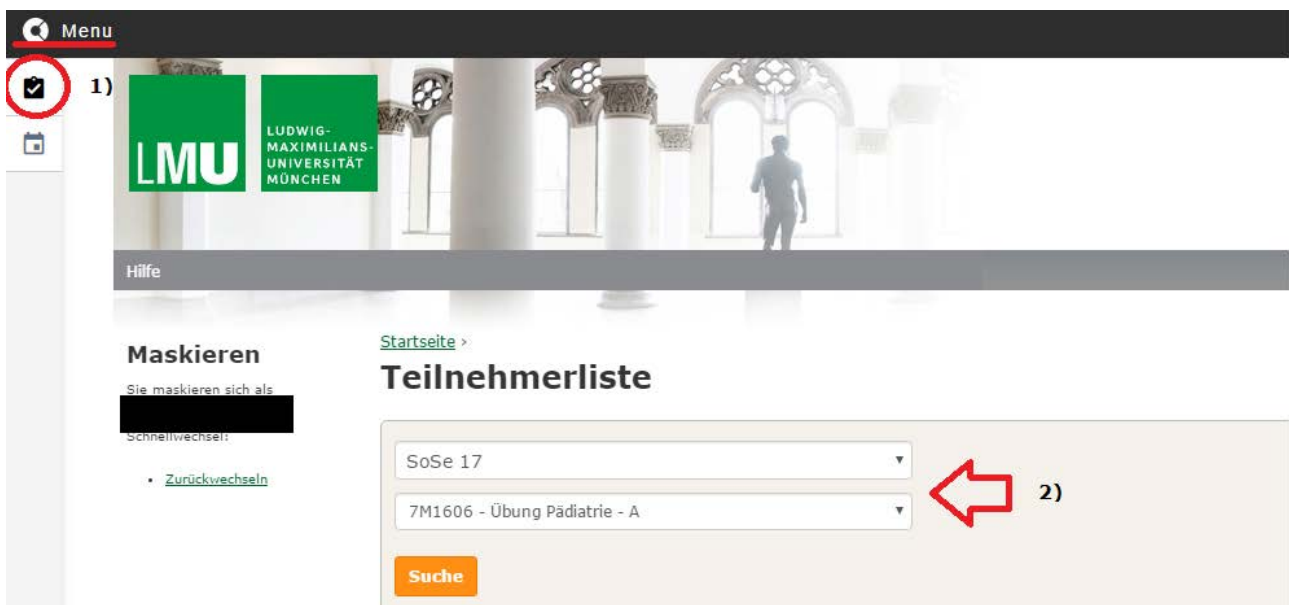 Menu
1)
LMU
LUDWIG-
MAXIMILIANS-
UNIVERSITÄT
MÜNCHEN
Hilfe
Maskieren
Sie maskieren sich als
Schnellwechsel:
Zurückwechseln
Startseite ›
Teilnehmerliste
SoSe 17
7M1606 - Übung Pädiatrie - A
2)
Suche